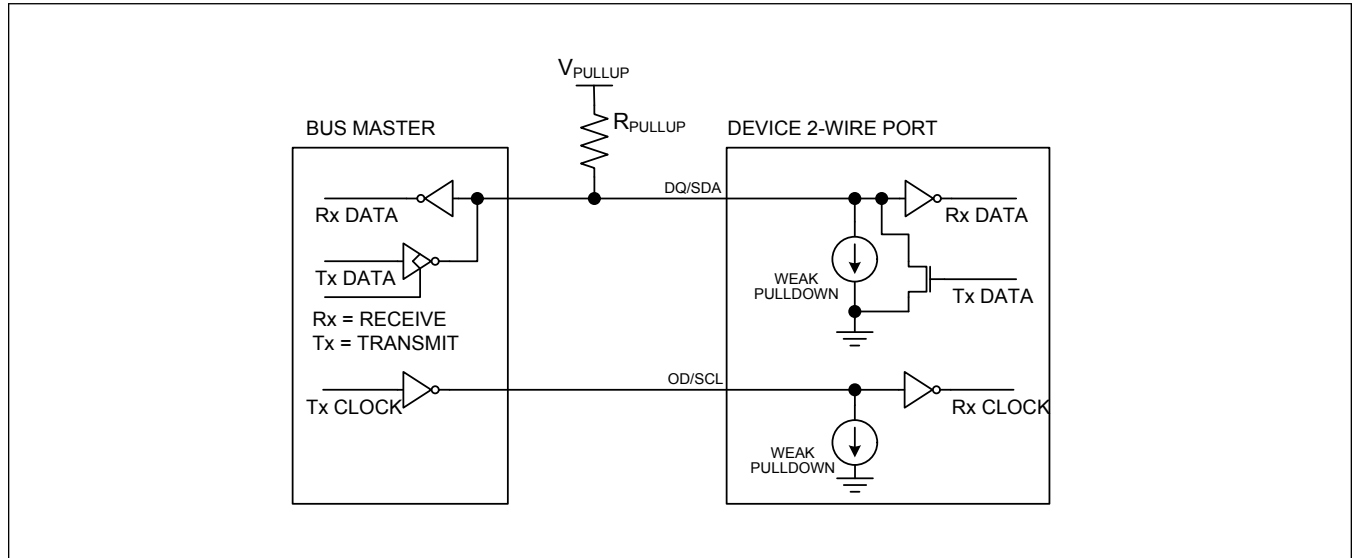 VPULLUP
RPULLUP
BUS MASTER
DEVICE 2-WIRE PORT
DQ/SDA
Rx DATA
Rx DATA
Tx DATA
WEAK
PULLDOWN
Tx DATA
Rx = RECEIVE
Tx = TRANSMIT
OD/SCL
Tx CLOCK
Rx CLOCK
WEAK
PULLDOWN